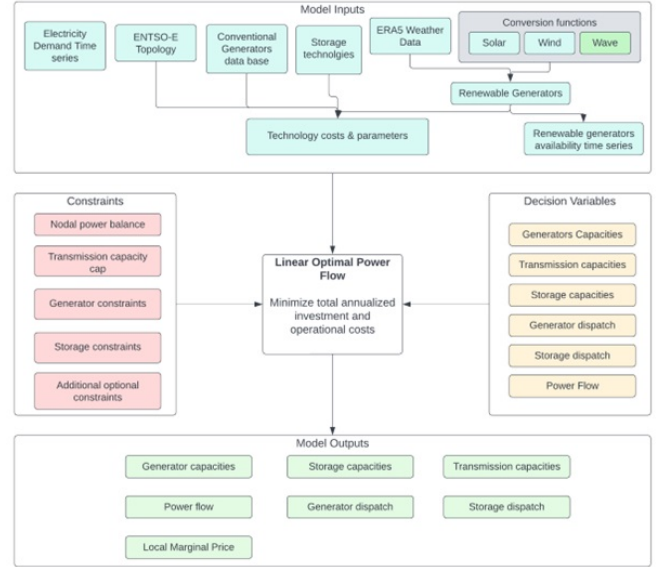 Model Inputs
Electricity
Demand Time
series
ENTSO-E
Topology
Conventional
Generators
data base
Storage
technolgies
ERA5 Weather
Data
Conversion functions
Solar
Wind
Wave
Renewable Generators
Technology costs & parameters
Renewable generators
availability time series
Constraints
Nodal power balance
Transmission capacity
cap
Generator constraints
Storage constraints
Additional optional
constraints
Linear Optimal Power
Flow
Minimize total annualized
investment and
operational costs
Decision Variables
Generators Capacities
Transmission capacities
Storage capacities
Generator dispatch
Storage dispatch
Power Flow
Model Outputs
Generator capacities
Storage capacities
Transmission capacities
Power flow
Generator dispatch
Storage dispatch
Local Marginal Price